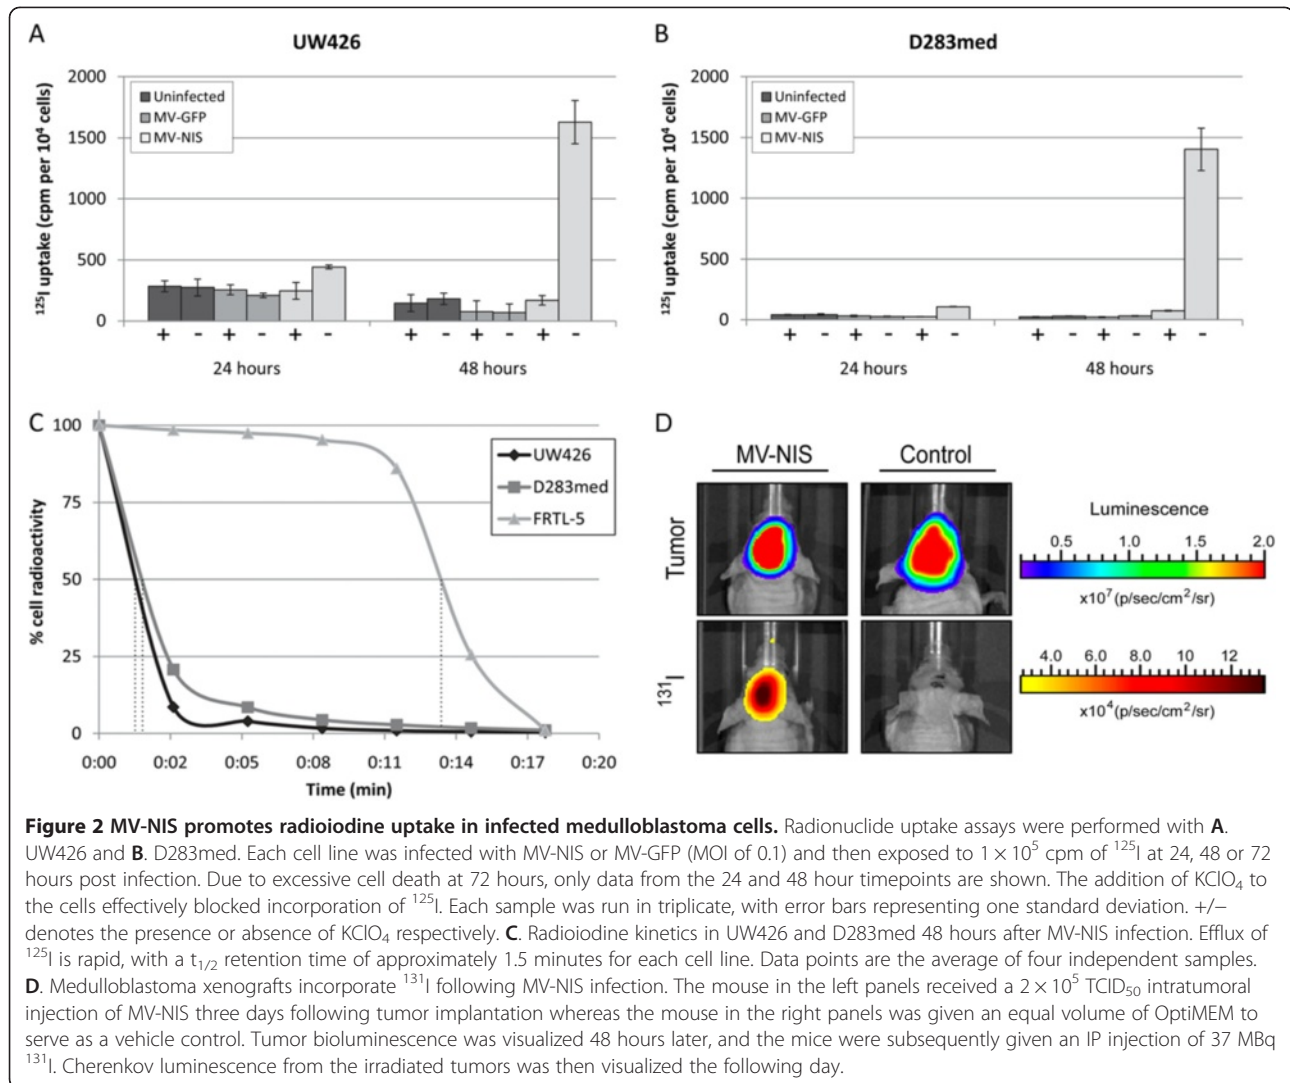 A
UW426
2000
1500
1000
500
0
¹²⁵I uptake (cpm per 10⁴ cells)
Uninfected
MV-GFP
MV-NIS
+ - + - + - + - + - + -
24 hours 48 hours
B
D283med
2000
1500
1000
500
0
¹²⁵I uptake (cpm per 10⁴ cells)
Uninfected
MV-GFP
MV-NIS
+ - + - + - + - + - + -
24 hours 48 hours
C
100
75
50
25
0
% cell radioactivity
UW426
D283med
FRTL-5
0:00 0:02 0:05 0:08 0:11 0:14 0:17 0:20
Time (min)
D
MV-NIS Control
Tumor
¹³¹I
Luminescence
0.5 1.0 1.5 2.0
x10⁷(p/sec/cm²/sr)
4.0 6.0 8.0 10 12
x10⁴(p/sec/cm²/sr)
Figure 2 MV-NIS promotes radioiodine uptake in infected medulloblastoma cells. Radionuclide uptake assays were performed with A.
UW426 and B. D283med. Each cell line was infected with MV-NIS or MV-GFP (MOI of 0.1) and then exposed to 1 × 10⁵ cpm of ¹²⁵I at 24, 48 or 72
hours post infection. Due to excessive cell death at 72 hours, only data from the 24 and 48 hour timepoints are shown. The addition of KClO₄ to
the cells effectively blocked incorporation of ¹²⁵I. Each sample was run in triplicate, with error bars representing one standard deviation. +/−
denotes the presence or absence of KClO₄ respectively. C. Radioiodine kinetics in UW426 and D283med 48 hours after MV-NIS infection. Efflux of
¹²⁵I is rapid, with a t₁/₂ retention time of approximately 1.5 minutes for each cell line. Data points are the average of four independent samples.
D. Medulloblastoma xenografts incorporate ¹³¹I following MV-NIS infection. The mouse in the left panels received a 2 × 10⁵ TCID₅₀ intratumoral
injection of MV-NIS three days following tumor implantation whereas the mouse in the right panels was given an equal volume of OptiMEM to
serve as a vehicle control. Tumor bioluminescence was visualized 48 hours later, and the mice were subsequently given an IP injection of 37 MBq
¹³¹I. Cherenkov luminescence from the irradiated tumors was then visualized the following day.